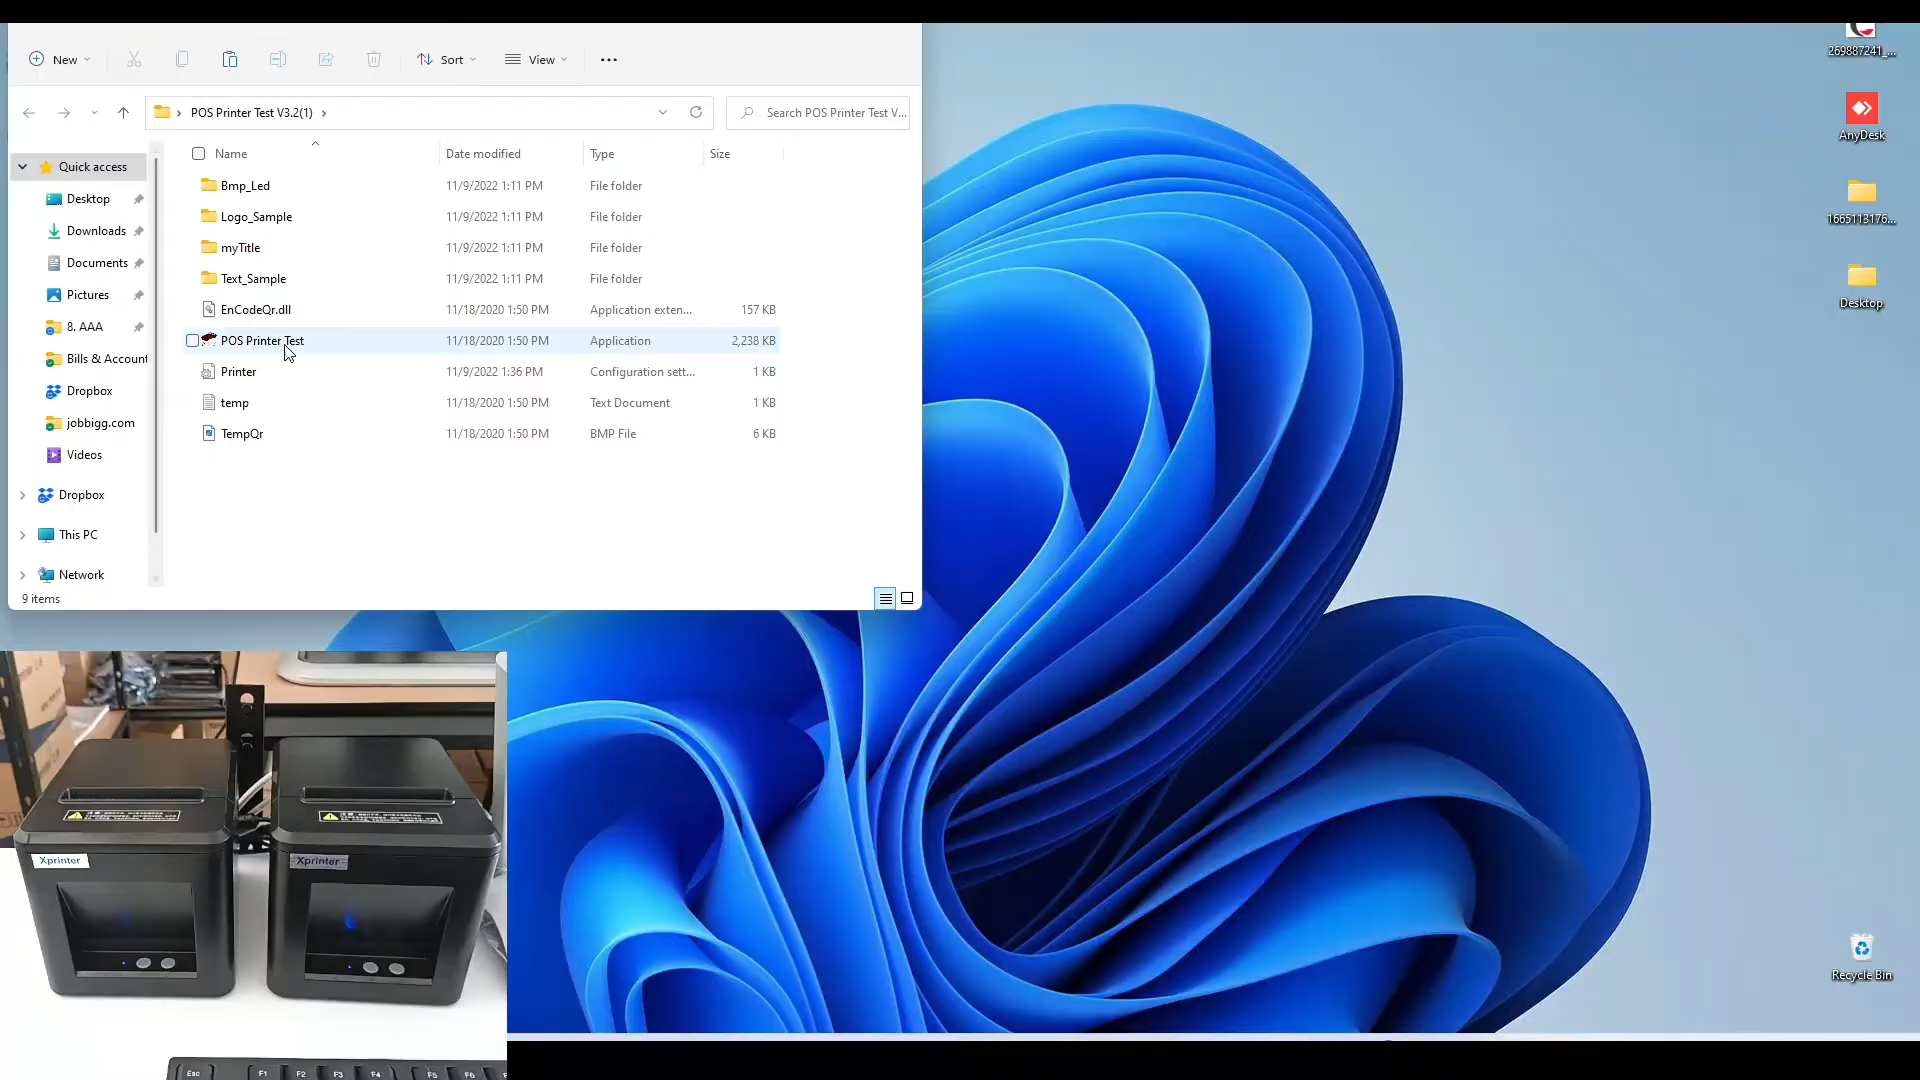 New
Sort
View
POS Printer Test V3.2(1)
Search POS Printer Test V...
Name
Date modified
Type
Size
Quick access
Desktop
Downloads
Documents
Pictures
8. AAA
Bills & Account
Dropbox
jobbigg.com
Videos
Dropbox
This PC
Network
Bmp_Led 11/9/2022 1:11 PM File folder
Logo_Sample 11/9/2022 1:11 PM File folder
myTitle 11/9/2022 1:11 PM File folder
Text_Sample 11/9/2022 1:11 PM File folder
EnCodeQr.dll 11/18/2020 1:50 PM Application exten... 157 KB
POS Printer Test 11/18/2020 1:50 PM Application 2,238 KB
Printer 11/9/2022 1:36 PM Configuration sett... 1 KB
temp 11/18/2020 1:50 PM Text Document 1 KB
TempQr 11/18/2020 1:50 PM BMP File 6 KB
9 items
269887241_...
AnyDesk
1665113176...
Desktop
Recycle Bin
Xprinter
Xprinter
Esc F1 F2 F3 F4 F5 F6